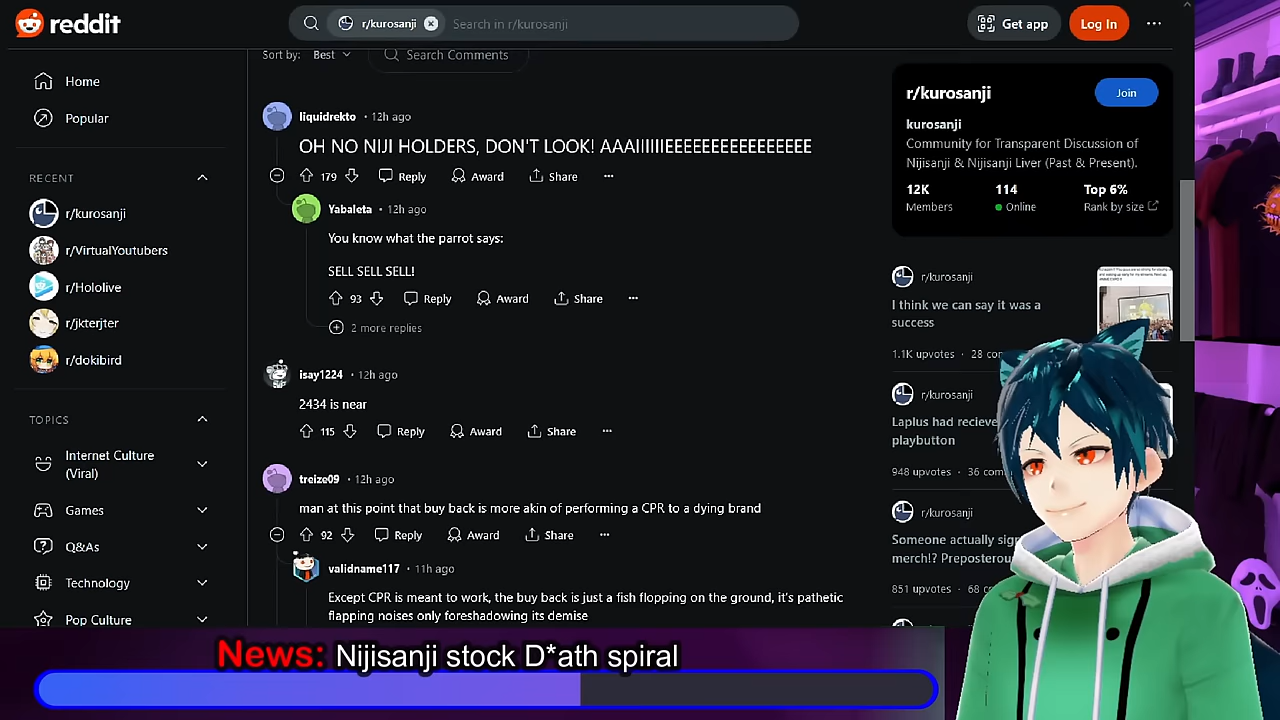 reddit
r/kurosanji
Search in r/kurosanji
Get app
Log In
Home
Popular
RECENT
r/kurosanji
r/VirtualYoutubers
r/Hololive
r/jkterjter
r/dokibird
TOPICS
Internet Culture
(Viral)
Games
Q&As
Technology
Pop Culture
Sort by: Best
Search Comments
liquidrekto • 12h ago
OH NO NIJI HOLDERS, DON'T LOOK! AAAIIIIIIEEEEEEEEEEEEEEEE
179 Reply Award Share
Yabaleta • 12h ago
You know what the parrot says:
SELL SELL SELL!
93 Reply Award Share
2 more replies
isay1224 • 12h ago
2434 is near
115 Reply Award Share
treize09 • 12h ago
man at this point that buy back is more akin of performing a CPR to a dying brand
92 Reply Award Share
validname117 • 11h ago
Except CPR is meant to work, the buy back is just a fish flopping on the ground, it's pathetic
flapping noises only foreshadowing its demise
r/kurosanji
Join
kurosanji
Community for Transparent Discussion of
Nijisanji & Nijisanji Liver (Past & Present).
12K 114 Top 6%
Members Online Rank by size
r/kurosanji
I think we can say it was a
success
1.1K upvotes • 28 com
r/kurosanji
Laplus had recieve
playbutton
948 upvotes • 36 com
r/kurosanji
Someone actually sig
merch!? Preposterou
851 upvotes • 68 c
r/kurosanji
News: Nijisanji stock D*ath spiral